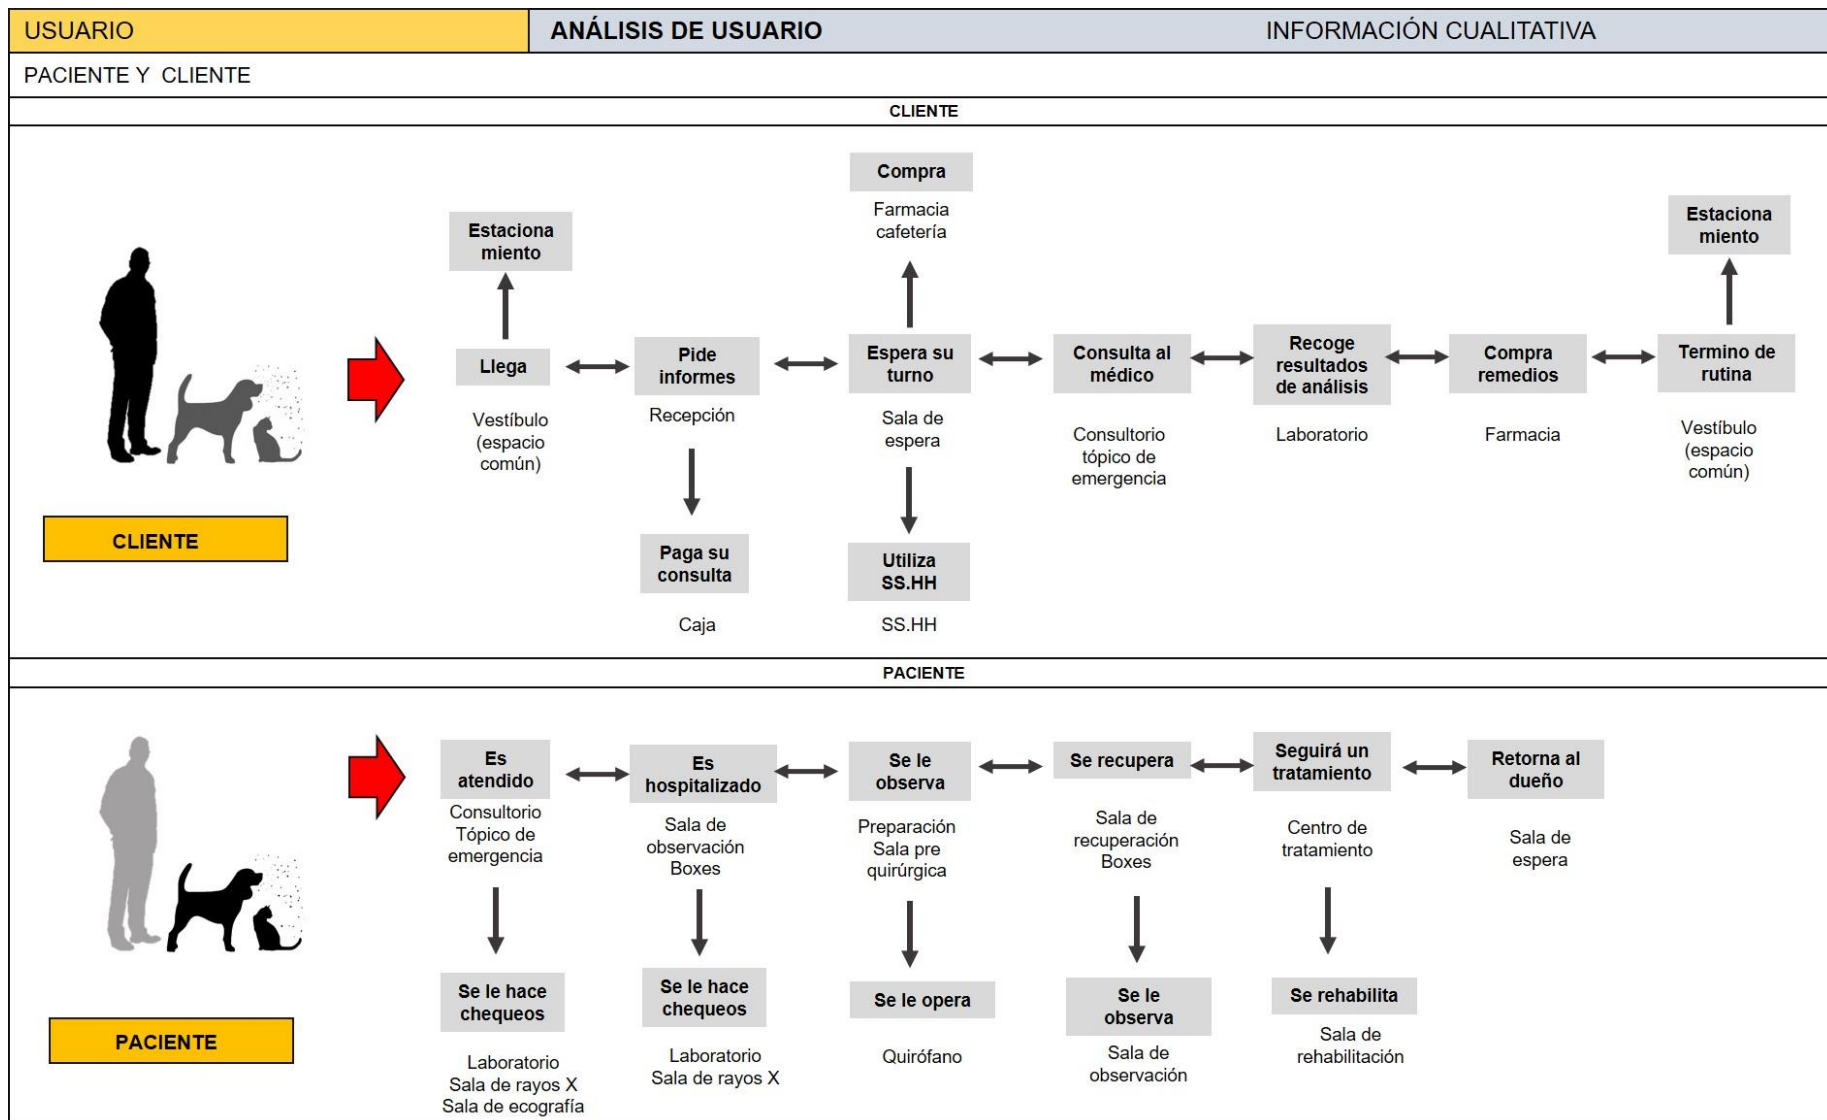 USUARIO
ANÁLISIS DE USUARIO
INFORMACIÓN CUALITATIVA
PACIENTE Y CLIENTE
CLIENTE
Compra
Farmacia
cafetería
Estaciona
miento
Estaciona
miento
Llega
Vestíbulo
(espacio
común)
Pide
informes
Recepción
Espera su
turno
Sala de
espera
Consulta al
médico
Consultorio
tópico de
emergencia
Recoge
resultados
de análisis
Laboratorio
Compra
remedios
Farmacia
Termino de
rutina
Vestíbulo
(espacio
común)
CLIENTE
Paga su
consulta
Caja
Utiliza
SS.HH
SS.HH
PACIENTE
Es
atendido
Consultorio
Tópico de
emergencia
Es
hospitalizado
Sala de
observación
Boxes
Se le
observa
Preparación
Sala pre
quirúrgica
Se recupera
Sala de
recuperación
Boxes
Seguirá un
tratamiento
Centro de
tratamiento
Retorna al
dueño
Sala de
espera
PACIENTE
Se le hace
chequeos
Laboratorio
Sala de rayos X
Sala de ecografía
Se le hace
chequeos
Laboratorio
Sala de rayos X
Se le opera
Quirófano
Se le
observa
Sala de
observación
Se rehabilita
Sala de
rehabilitación